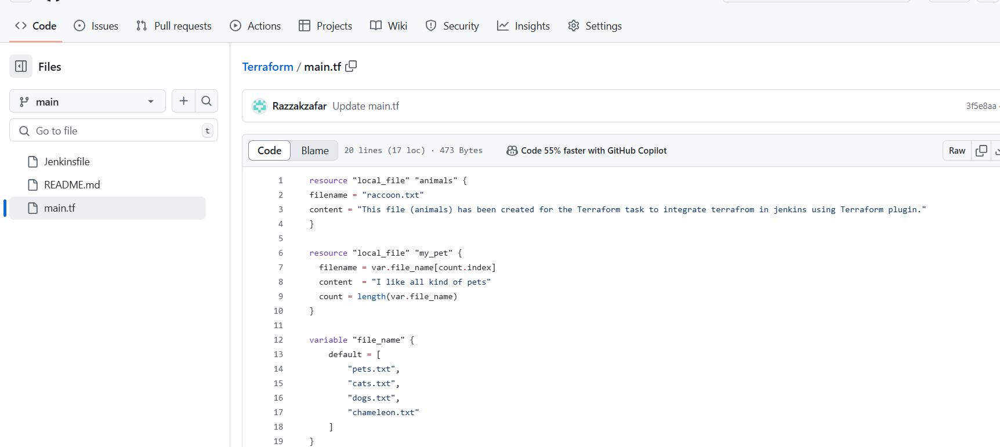 Code Issues Pull requests Actions Projects Wiki Security Insights Settings
Files
main
Go to file t
Jenkinsfile
README.md
main.tf
Terraform / main.tf
Razzakzafar Update main.tf 3f5e8aa
Code Blame 20 lines (17 loc) · 473 Bytes Code 55% faster with GitHub Copilot Raw
1 resource "local_file" "animals" {
2 filename = "raccoon.txt"
3 content = "This file (animals) has been created for the Terraform task to integrate terrafrom in jenkins using Terraform plugin."
4 }
5
6 resource "local_file" "my_pet" {
7 filename = var.file_name[count.index]
8 content  = "I like all kind of pets"
9 count = length(var.file_name)
10 }
11
12 variable "file_name" {
13 default = [
14 "pets.txt",
15 "cats.txt",
16 "dogs.txt",
17 "chameleon.txt"
18 ]
19 }